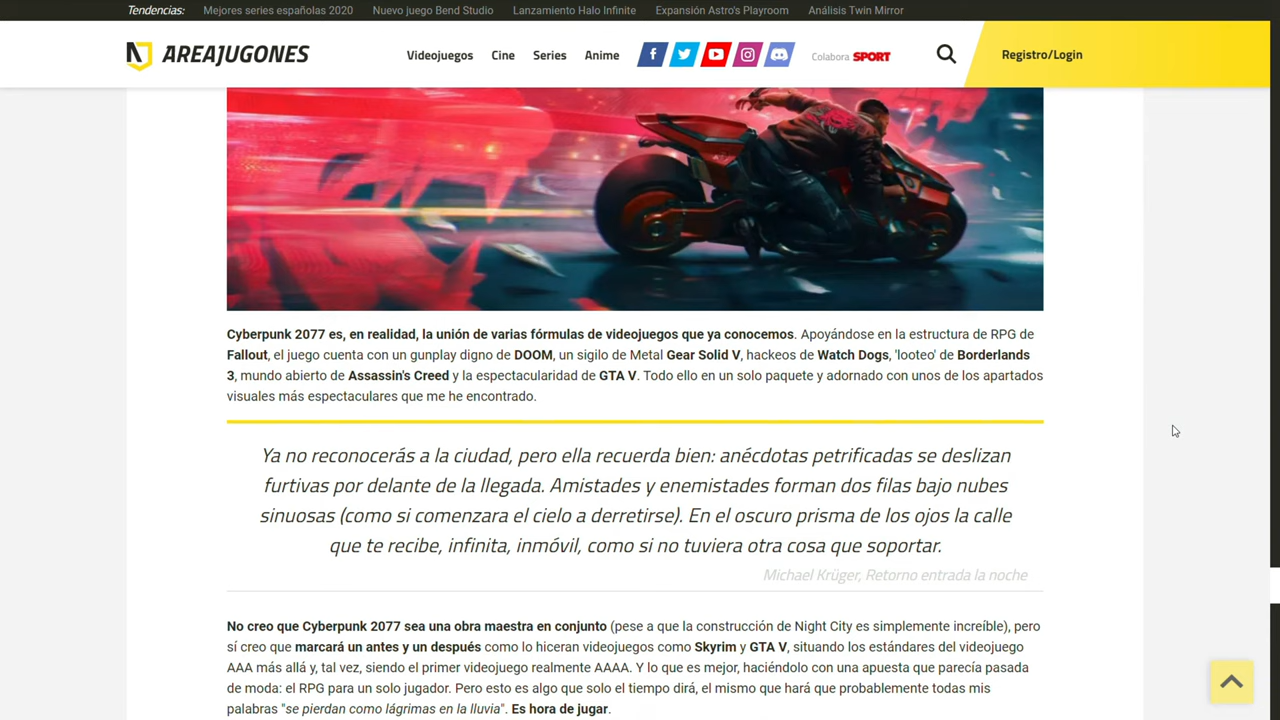 Tendencias: Mejores series españolas 2020 Nuevo juego Bend Studio Lanzamiento Halo Infinite Expansión Astro's Playroom Análisis Twin Mirror
AREAJUGONES Videojuegos Cine Series Anime Colabora SPORT Registro/Login
Cyberpunk 2077 es, en realidad, la unión de varias fórmulas de videojuegos que ya conocemos. Apoyándose en la estructura de RPG de
Fallout, el juego cuenta con un gunplay digno de DOOM, un sigilo de Metal Gear Solid V, hackeos de Watch Dogs, 'looteo' de Borderlands
3, mundo abierto de Assassin's Creed y la espectacularidad de GTA V. Todo ello en un solo paquete y adornado con unos de los apartados
visuales más espectaculares que me he encontrado.
Ya no reconocerás a la ciudad, pero ella recuerda bien: anécdotas petrificadas se deslizan
furtivas por delante de la llegada. Amistades y enemistades forman dos filas bajo nubes
sinuosas (como si comenzara el cielo a derretirse). En el oscuro prisma de los ojos la calle
que te recibe, infinita, inmóvil, como si no tuviera otra cosa que soportar.
Michael Krüger, Retorno entrada la noche
No creo que Cyberpunk 2077 sea una obra maestra en conjunto (pese a que la construcción de Night City es simplemente increíble), pero
sí creo que marcará un antes y un después como lo hiceran videojuegos como Skyrim y GTA V, situando los estándares del videojuego
AAA más allá y, tal vez, siendo el primer videojuego realmente AAAA. Y lo que es mejor, haciéndolo con una apuesta que parecía pasada
de moda: el RPG para un solo jugador. Pero esto es algo que solo el tiempo dirá, el mismo que hará que probablemente todas mis
palabras "se pierdan como lágrimas en la lluvia". Es hora de jugar.